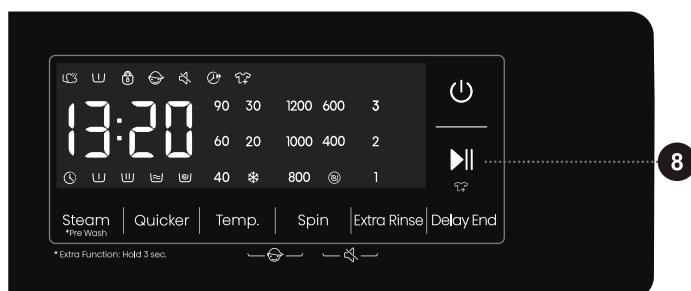 90 30 1200 600 3
13:20
60 20 1000 400 2
40 800 1
8
Steam Quicker Temp. Spin Extra Rinse Delay End
*Pre Wash
*Extra Function: Hold 3 sec.